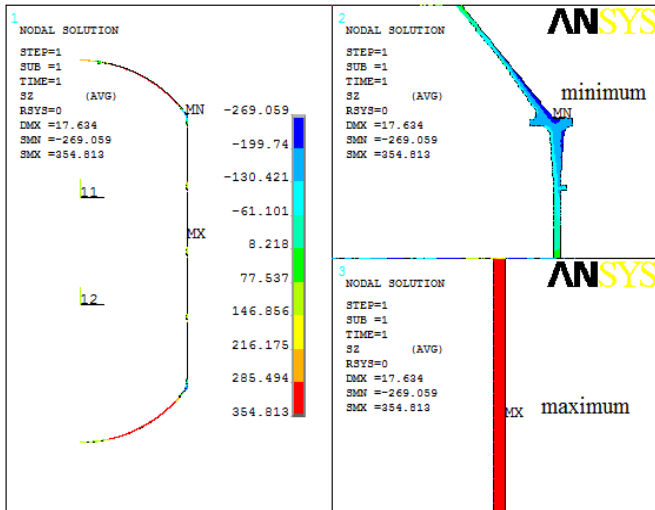 1
NODAL SOLUTION
STEP=1
SUB =1
TIME=1
SZ (AVG)
RSYS=0
DMX =17.634
SMN =-269.059
SMX =354.813
MN
11
MX
12
-269.059
-199.74
-130.421
-61.101
8.218
77.537
146.856
216.175
285.494
354.813
2
ANSYS
NODAL SOLUTION
STEP=1
SUB =1
TIME=1
SZ (AVG)
RSYS=0
DMX =17.634
SMN =-269.059
SMX =354.813
minimum
MN
3
ANSYS
NODAL SOLUTION
STEP=1
SUB =1
TIME=1
SZ (AVG)
RSYS=0
DMX =17.634
SMN =-269.059
SMX =354.813
MX
maximum